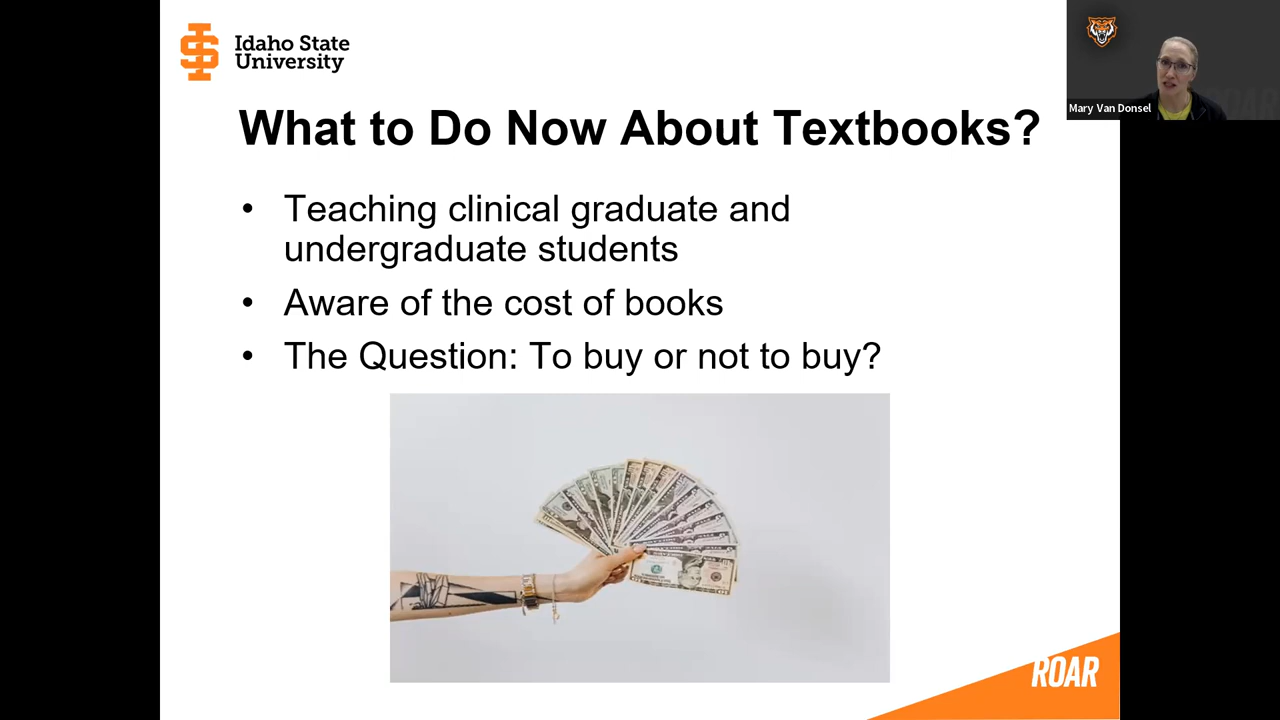 Idaho State
University
Mary Van Donsel
What to Do Now About Textbooks?
• Teaching clinical graduate and
undergraduate students
• Aware of the cost of books
• The Question: To buy or not to buy?
ROAR